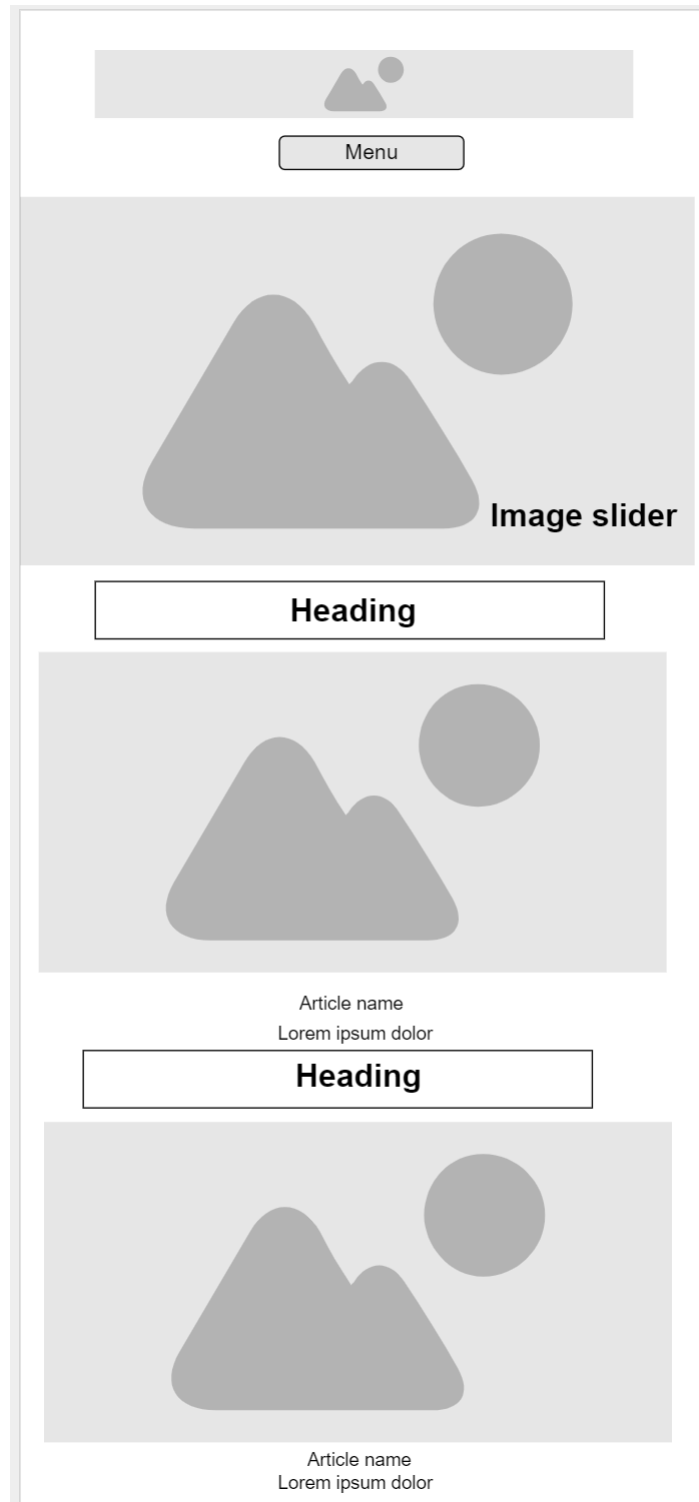 Menu
Image slider
Heading
Article name
Lorem ipsum dolor
Heading
Article name
Lorem ipsum dolor